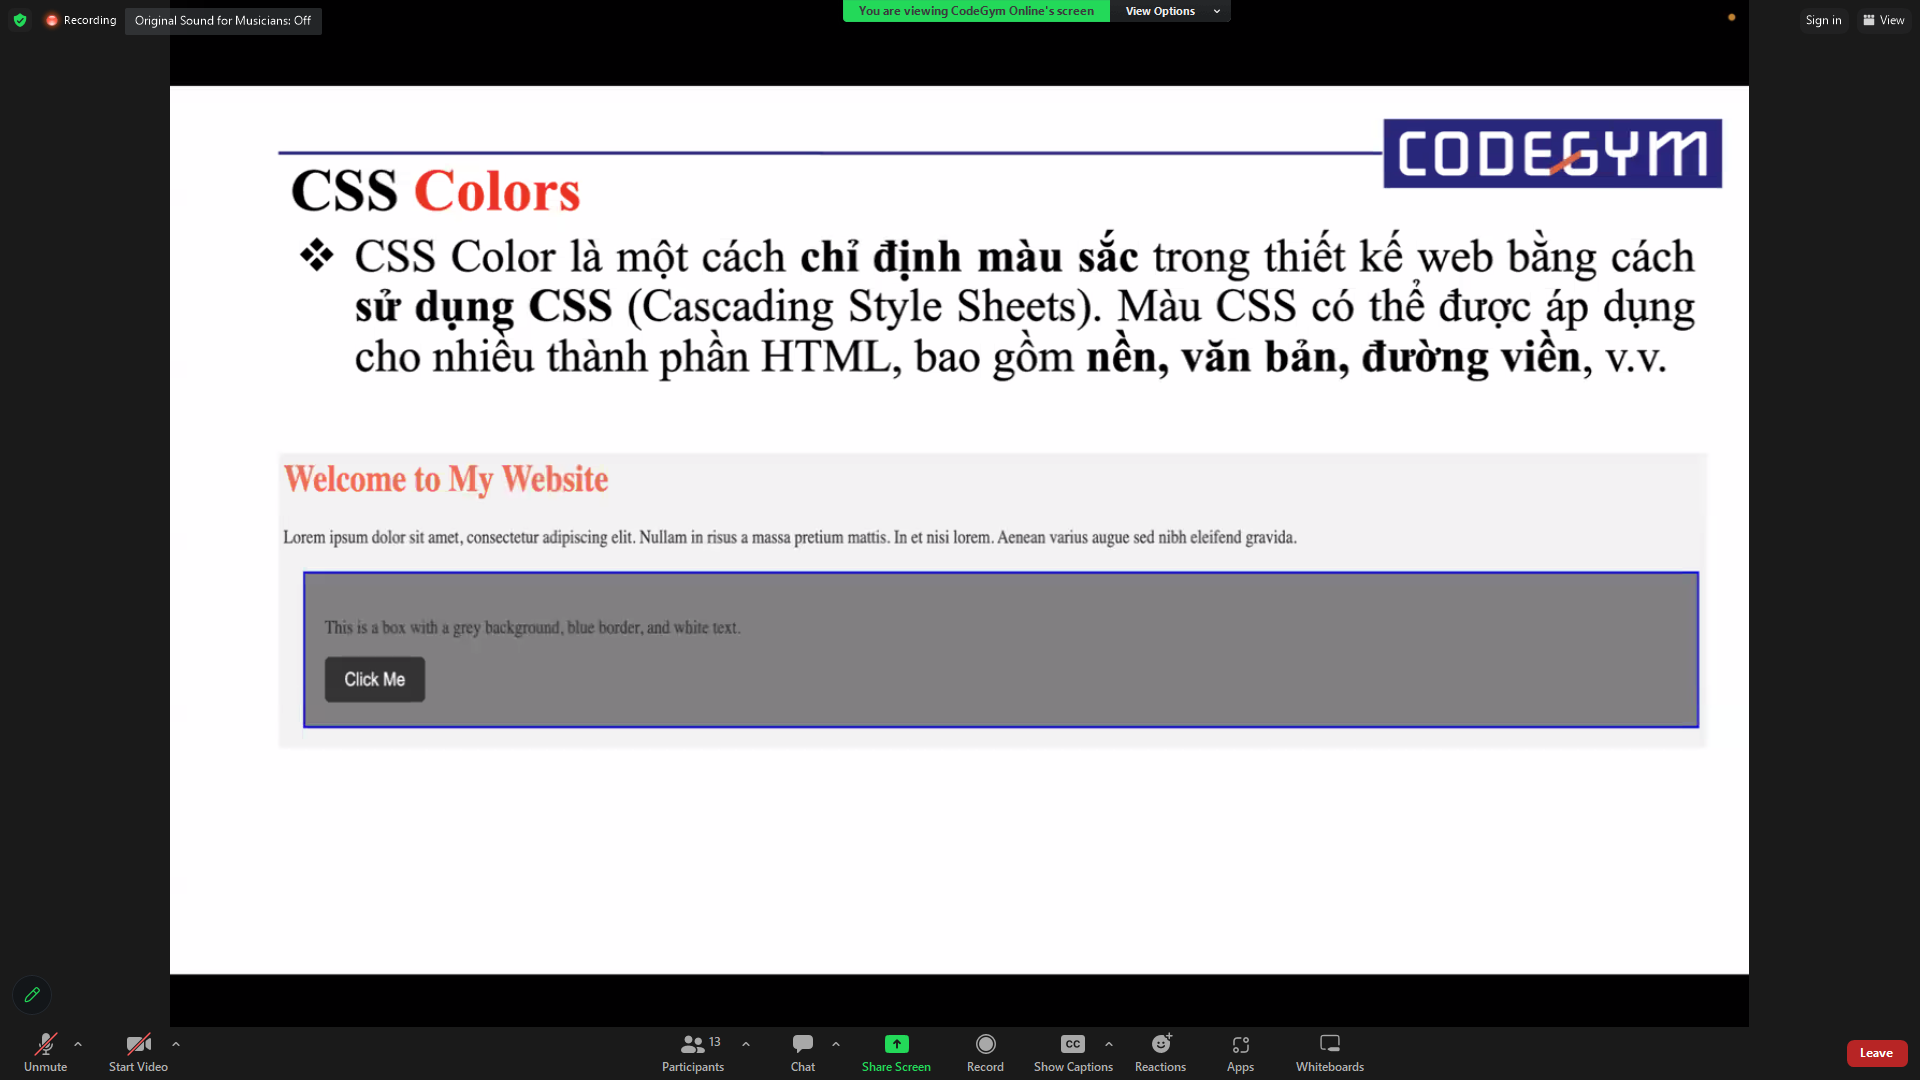 Recording
Original Sound for Musicians: Off
You are viewing CodeGym Online's screen
View Options
Sign in
View
CODEGYM
CSS Colors
❖ CSS Color là một cách chỉ định màu sắc trong thiết kế web bằng cách
sử dụng CSS (Cascading Style Sheets). Màu CSS có thể được áp dụng
cho nhiều thành phần HTML, bao gồm nền, văn bản, đường viền, v.v.
Welcome to My Website
Lorem ipsum dolor sit amet, consectetur adipiscing elit. Nullam in risus a massa pretium mattis. In et nisi lorem. Aenean varius augue sed nibh eleifend gravida.
This is a box with a grey background, blue border, and white text.
Click Me
Unmute
Start Video
13
Participants
Chat
Share Screen
Record
CC
Show Captions
Reactions
Apps
Whiteboards
Leave